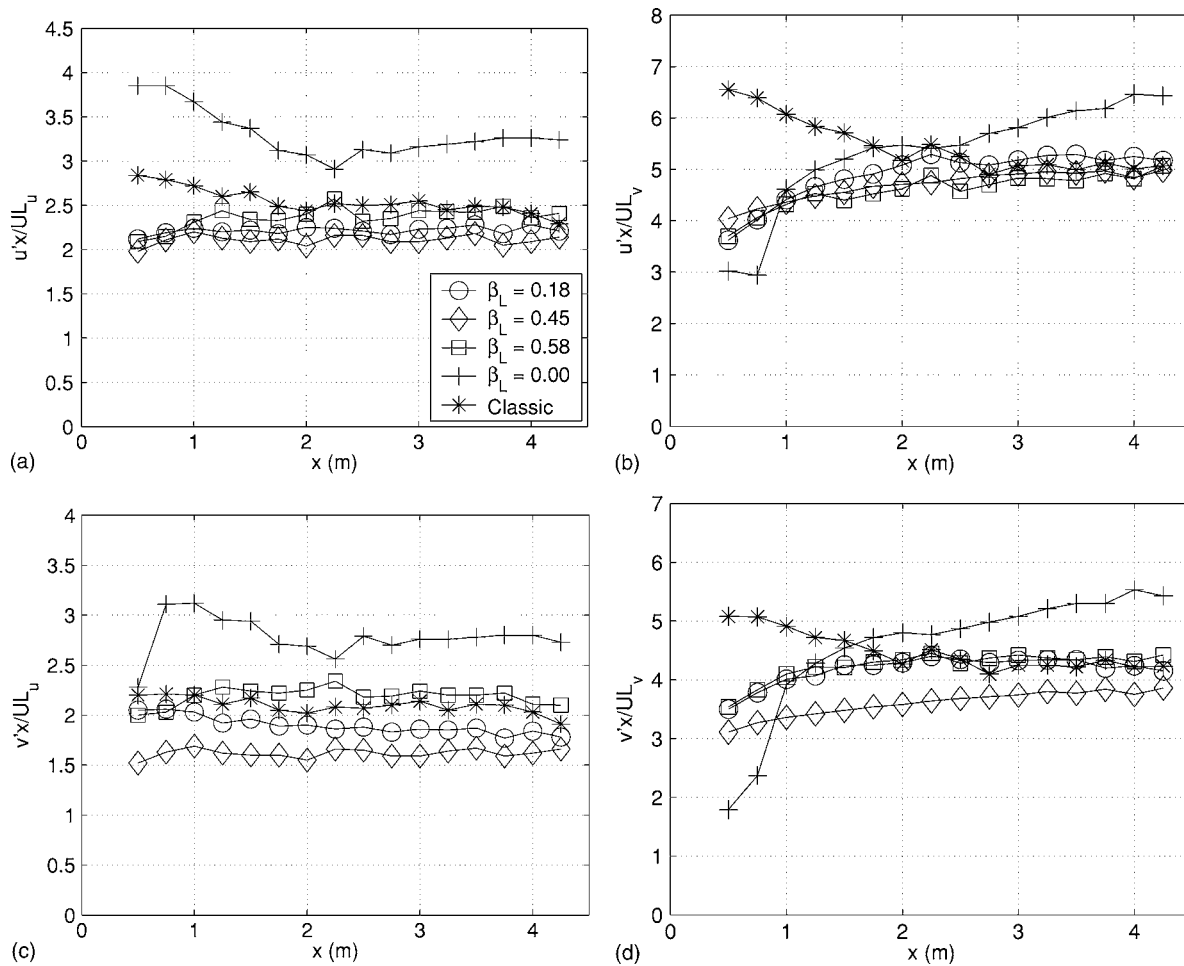 4.5
4
3.5
3
2.5
2
1.5
1
0.5
0
u'x/UL_u
0 1 2 3 4
x (m)
(a)
β_L = 0.18
β_L = 0.45
β_L = 0.58
β_L = 0.00
Classic
8
7
6
5
4
3
2
1
0
u'x/UL_v
0 1 2 3 4
x (m)
(b)
4
3.5
3
2.5
2
1.5
1
0.5
0
v'x/UL_u
0 1 2 3 4
x (m)
(c)
7
6
5
4
3
2
1
0
v'x/UL_v
0 1 2 3 4
x (m)
(d)